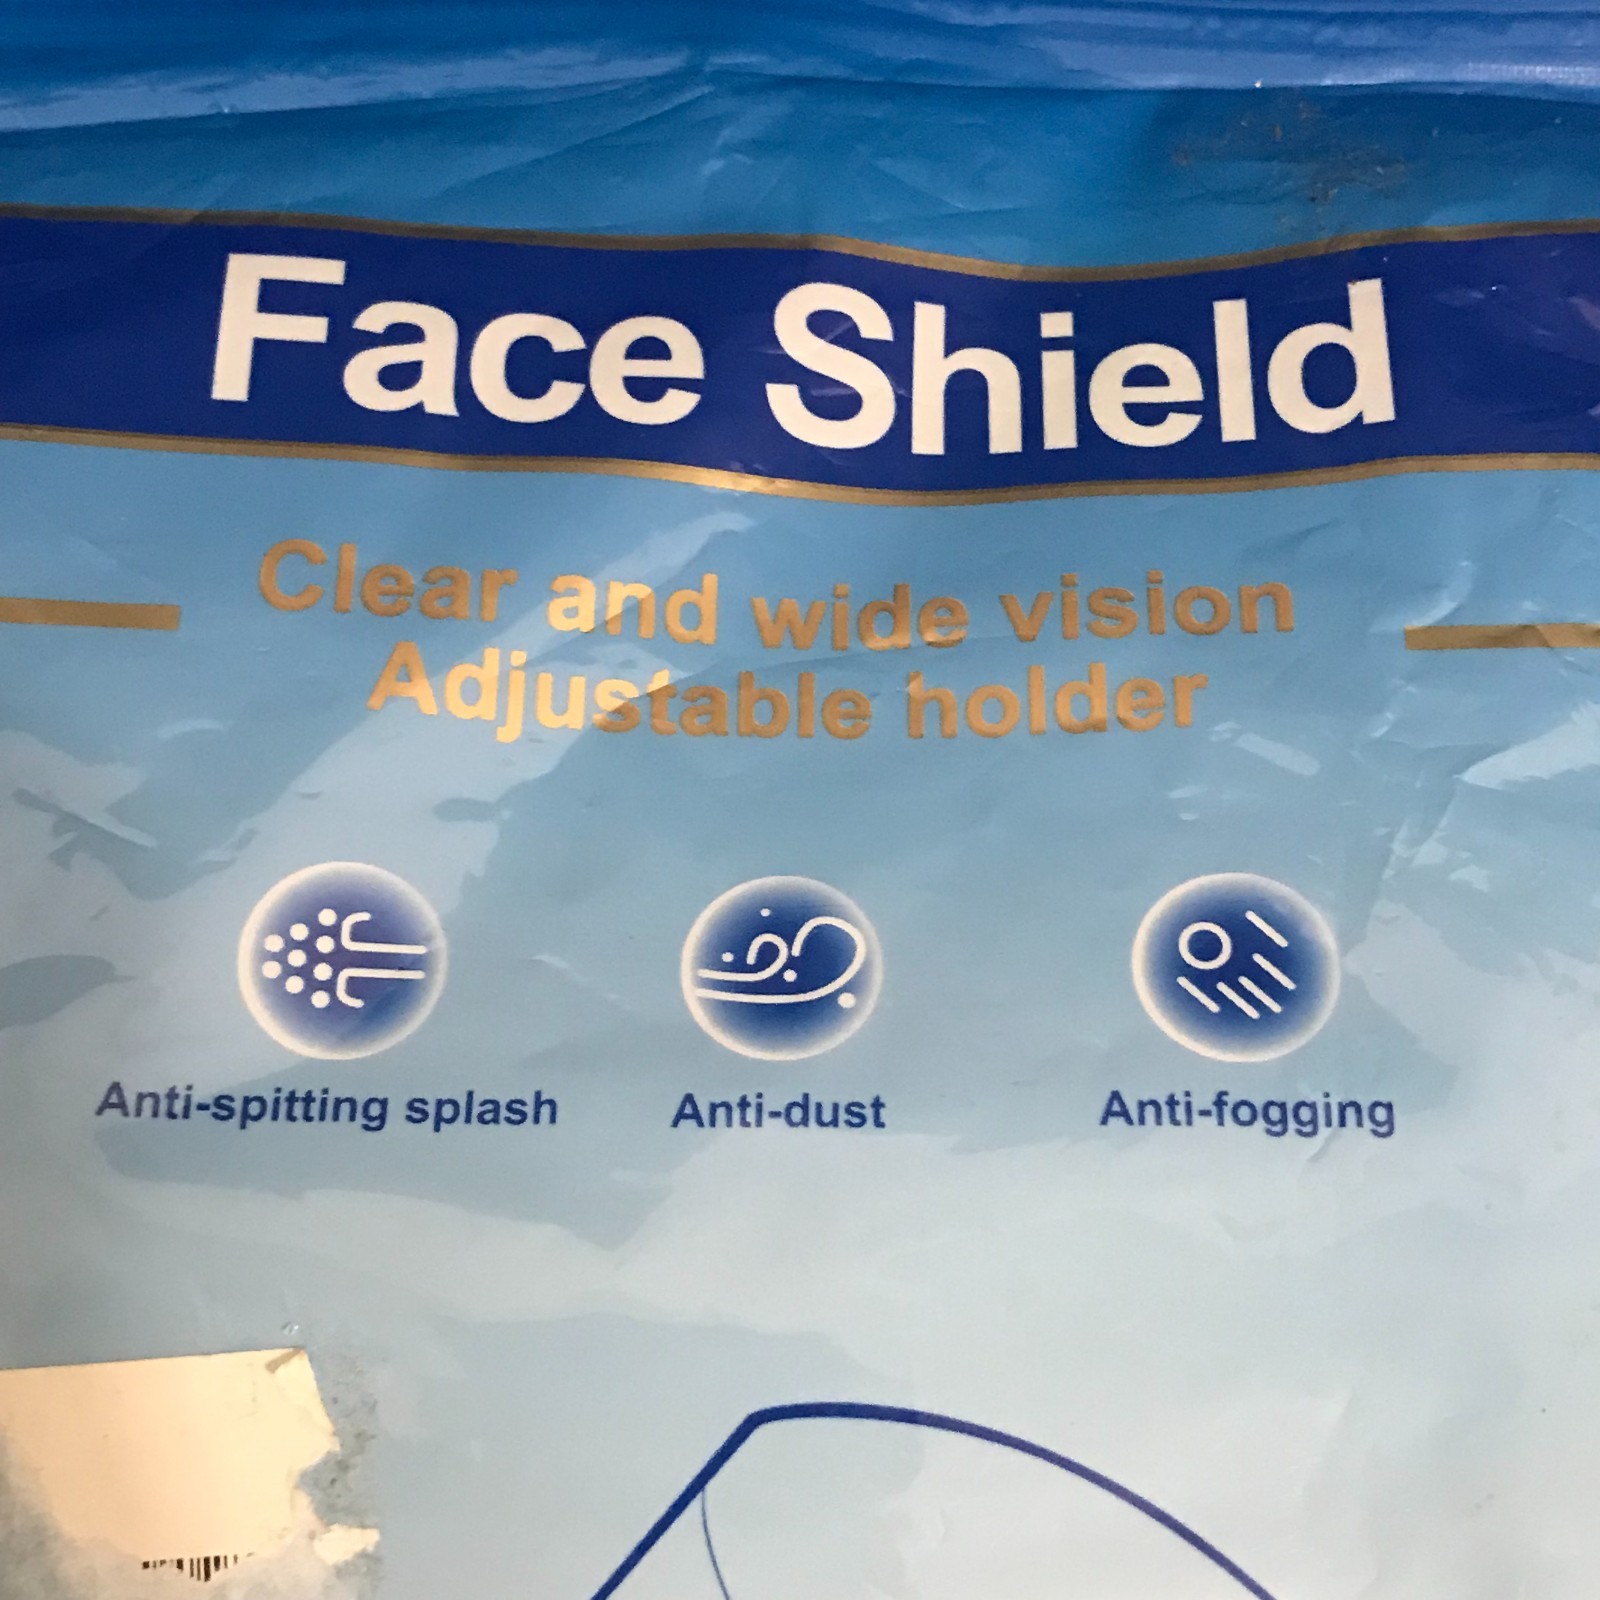 Face Shield
Clear and wide vision
Adjustable holder
Anti-spitting splash
Anti-dust
Anti-fogging